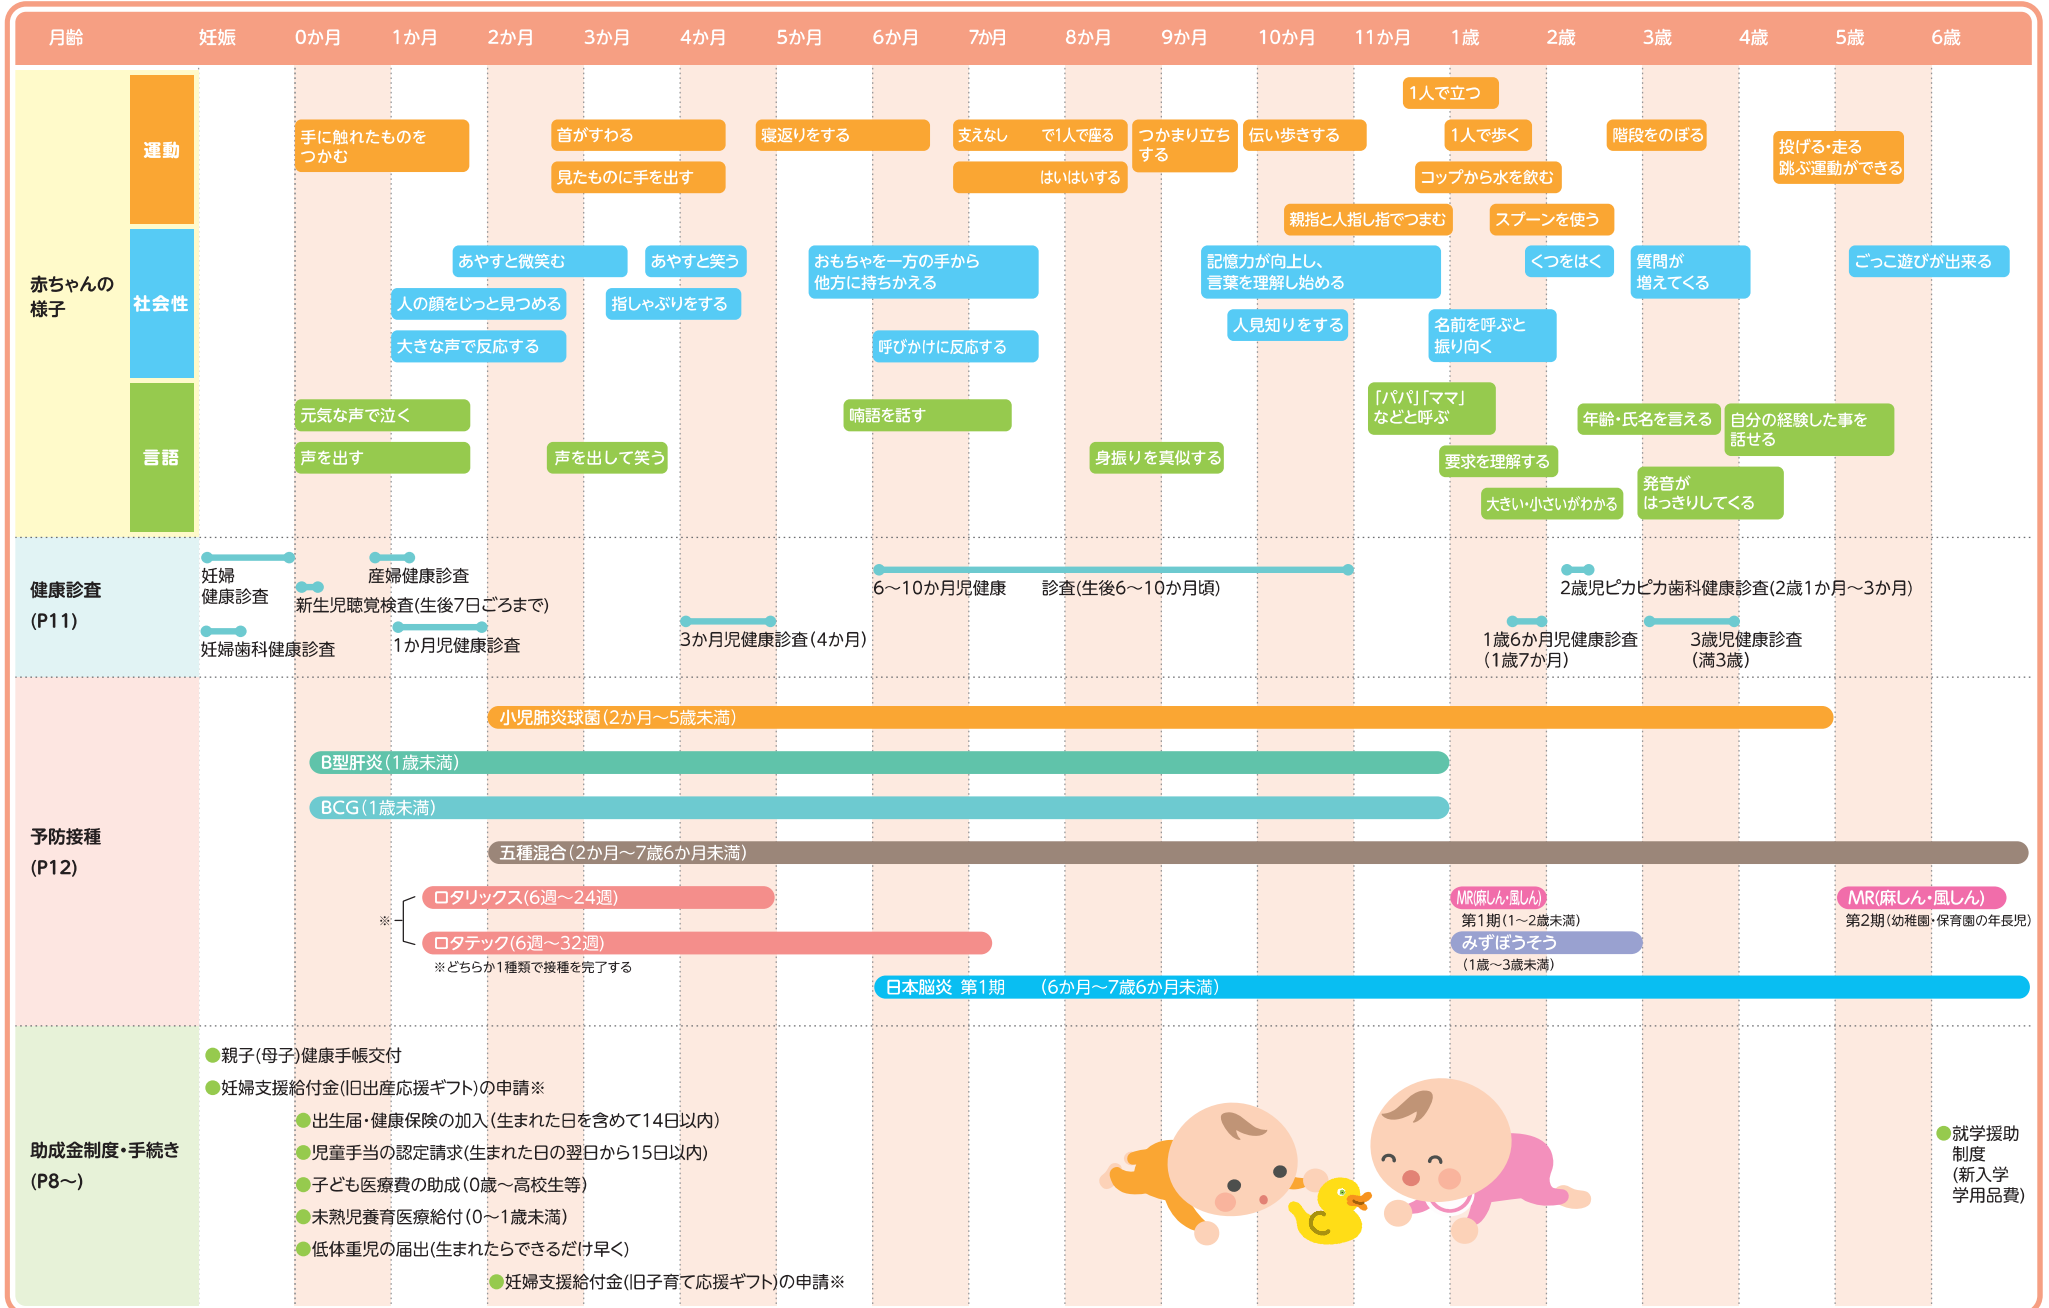 月齢 妊娠 0か月 1か月 2か月 3か月 4か月 5か月 6か月 7か月 8か月 9か月 10か月 11か月 1歳 2歳 3歳 4歳 5歳 6歳
赤ちゃんの
様子
運動
1人で立つ
手に触れたものを
つかむ
首がすわる
寝返りをする
支えなし で1人で座る
つかまり立ち
する
伝い歩きする
1人で歩く
階段をのぼる
投げる・走る
跳ぶ運動ができる
見たものに手を出す
はいはいする
コップから水を飲む
親指と人指し指でつまむ
スプーンを使う
社会性
あやすと微笑む
あやすと笑う
おもちゃを一方の手から
他方に持ちかえる
記憶力が向上し、
言葉を理解し始める
くつをはく
質問が
増えてくる
ごっこ遊びが出来る
人の顔をじっと見つめる
指しゃぶりをする
人見知りをする
名前を呼ぶと
振り向く
大きな声で反応する
呼びかけに反応する
言語
元気な声で泣く
喃語を話す
「パパ」「ママ」
などと呼ぶ
年齢・氏名を言える
自分の経験した事を
話せる
声を出す
声を出して笑う
身振りを真似する
要求を理解する
発音が
はっきりしてくる
大きい・小さいがわかる
健康診査
(P11)
妊婦
健康診査
産婦健康診査
新生児聴覚検査(生後7日ごろまで)
妊婦歯科健康診査
1か月児健康診査
3か月児健康診査(4か月)
6〜10か月児健康 診査(生後6〜10か月頃)
2歳児ピカピカ歯科健康診査(2歳1か月〜3か月)
1歳6か月児健康診査
(1歳7か月)
3歳児健康診査
(満3歳)
予防接種
(P12)
小児肺炎球菌(2か月〜5歳未満)
B型肝炎(1歳未満)
BCG(1歳未満)
五種混合(2か月〜7歳6か月未満)
※
ロタリックス(6週〜24週)
ロタテック(6週〜32週)
※どちらか1種類で接種を完了する
MR(麻しん・風しん)
第1期(1〜2歳未満)
MR(麻しん・風しん)
第2期(幼稚園・保育園の年長児)
みずぼうそう
(1歳〜3歳未満)
日本脳炎 第1期 (6か月〜7歳6か月未満)
助成金制度・手続き
(P8〜)
●親子(母子)健康手帳交付
●妊婦支援給付金(旧出産応援ギフト)の申請※
●出生届・健康保険の加入(生まれた日を含めて14日以内)
●児童手当の認定請求(生まれた日の翌日から15日以内)
●子ども医療費の助成(0歳〜高校生等)
●未熟児養育医療給付(0〜1歳未満)
●低体重児の届出(生まれたらできるだけ早く)
●妊婦支援給付金(旧子育て応援ギフト)の申請※
●就学援助
制度
(新入学
学用品費)